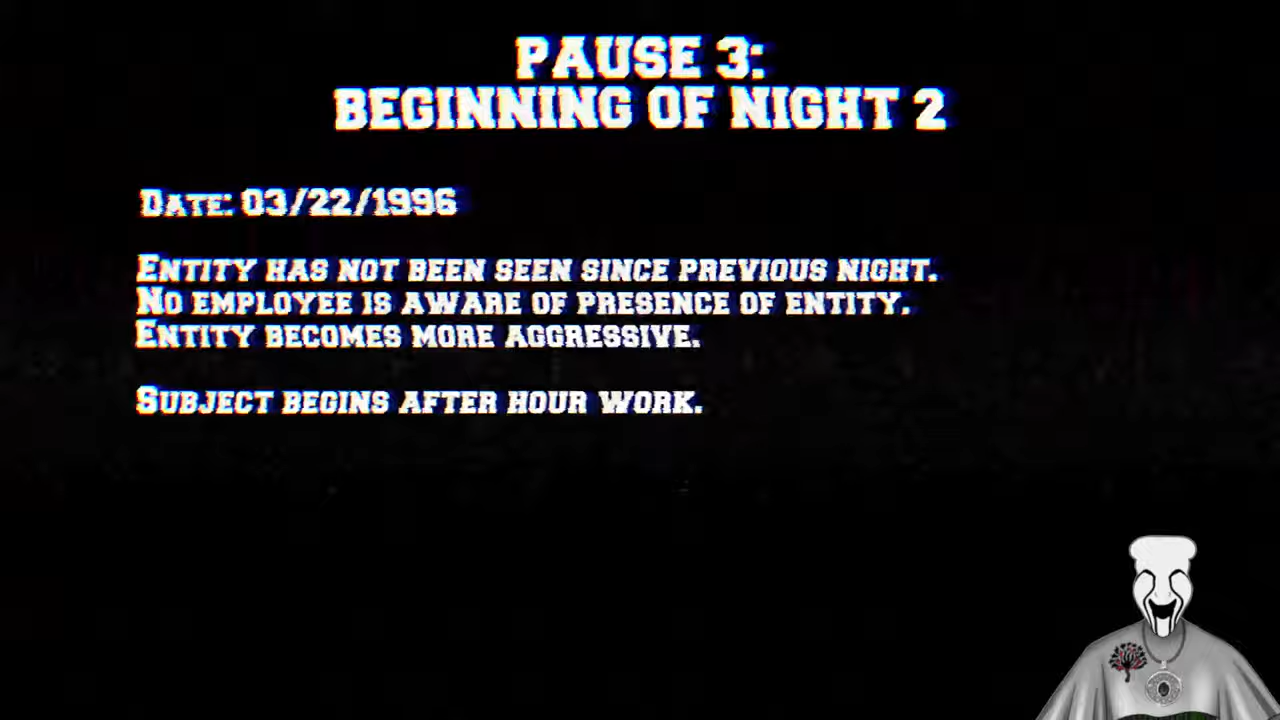 PAUSE 3:
BEGINNING OF NIGHT 2
DATE: 03/22/1996
ENTITY HAS NOT BEEN SEEN SINCE PREVIOUS NIGHT.
NO EMPLOYEE IS AWARE OF PRESENCE OF ENTITY.
ENTITY BECOMES MORE AGGRESSIVE.
SUBJECT BEGINS AFTER HOUR WORK.